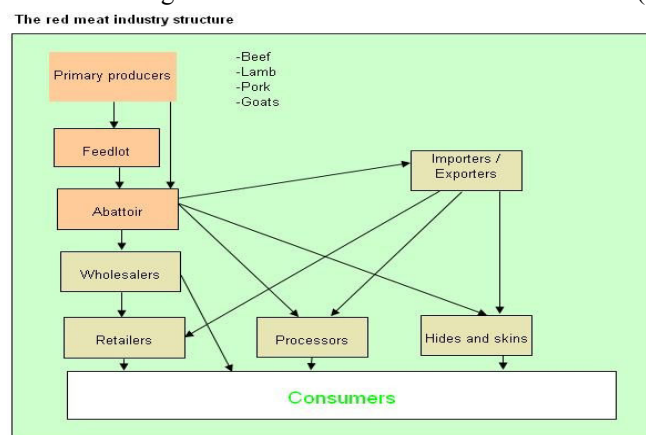 The red meat industry structure
Primary producers
-Beef
-Lamb
-Pork
-Goats
Feedlot
Importers /
Exporters
Abattoir
Wholesalers
Retailers
Processors
Hides and skins
Consumers